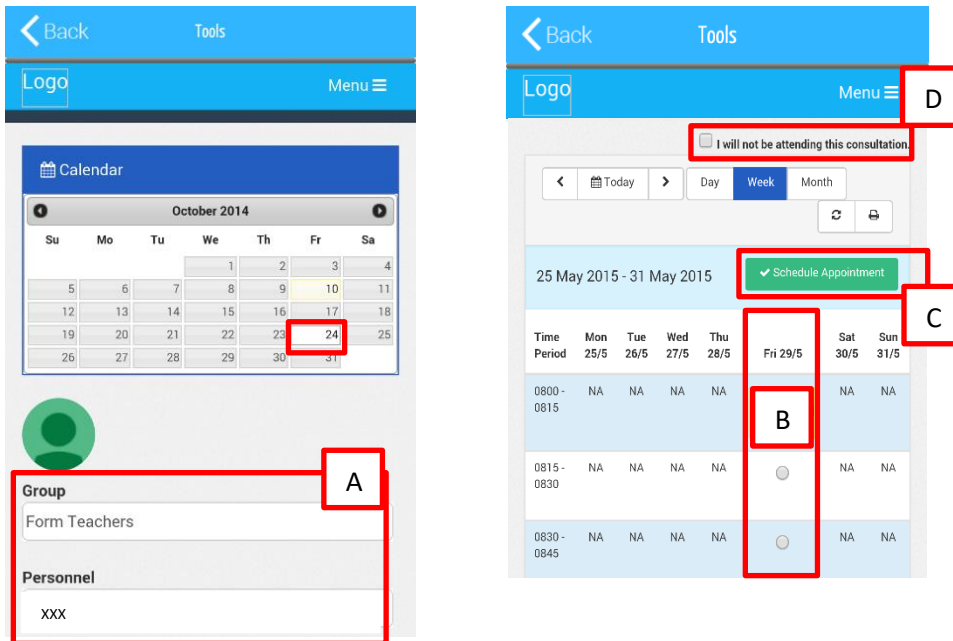 Back Tools
Logo Menu
Calendar
October 2014
Su Mo Tu We Th Fr Sa
1 2 3 4
5 6 7 8 9 10 11
12 13 14 15 16 17 18
19 20 21 22 23 24 25
26 27 28 29 30 31
A
Group
Form Teachers
Personnel
xxx
Back Tools
Logo Menu
D
I will not be attending this consultation.
Today Day Week Month
25 May 2015 - 31 May 2015 Schedule Appointment
C
Time Period Mon 25/5 Tue 26/5 Wed 27/5 Thu 28/5 Fri 29/5 Sat 30/5 Sun 31/5
0800 - 0815 NA NA NA NA B NA NA
0815 - 0830 NA NA NA NA NA NA
0830 - 0845 NA NA NA NA NA NA